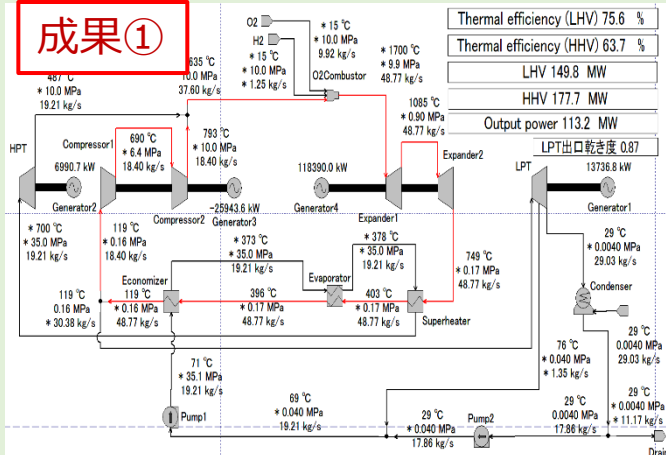 成果①
O2
H2
* 15 ℃
* 10.0 MPa
9.92 kg/s
* 15 ℃
* 10.0 MPa
* 1.25 kg/s
O2Combustor
* 1700 ℃
* 9.9 MPa
48.77 kg/s
Thermal efficiency (LHV) 75.6 %
Thermal efficiency (HHV) 63.7 %
LHV 149.8 MW
HHV 177.7 MW
Output power 113.2 MW
LPT出口乾き度 0.87
487 ℃
* 10.0 MPa
19.21 kg/s
635 ℃
10.0 MPa
37.60 kg/s
HPT
6990.7 kW
Generator2
Compressor1
690 ℃
* 6.4 MPa
18.40 kg/s
793 ℃
* 10.0 MPa
18.40 kg/s
Compressor2
-25943.6 kW
Generator3
118390.0 kW
Generator4
1085 ℃
* 0.90 MPa
48.77 kg/s
Expander1
Expander2
LPT
13736.8 kW
Generator1
* 700 ℃
* 35.0 MPa
19.21 kg/s
119 ℃
* 0.16 MPa
18.40 kg/s
119 ℃
0.16 MPa
* 30.38 kg/s
Economizer
119 ℃
* 0.16 MPa
48.77 kg/s
* 373 ℃
* 35.0 MPa
19.21 kg/s
Evaporator
396 ℃
* 0.17 MPa
48.77 kg/s
* 378 ℃
* 35.0 MPa
19.21 kg/s
403 ℃
* 0.17 MPa
48.77 kg/s
Superheater
749 ℃
* 0.17 MPa
48.77 kg/s
29 ℃
* 0.0040 MPa
29.03 kg/s
Condenser
29 ℃
0.0040 MPa
29.03 kg/s
71 ℃
* 35.1 MPa
19.21 kg/s
Pump1
69 ℃
* 0.040 MPa
19.21 kg/s
76 ℃
* 0.040 MPa
* 1.35 kg/s
29 ℃
* 0.040 MPa
17.86 kg/s
Pump2
29 ℃
0.0040 MPa
17.86 kg/s
29 ℃
* 0.0040 MPa
* 11.17 kg/s
Drain